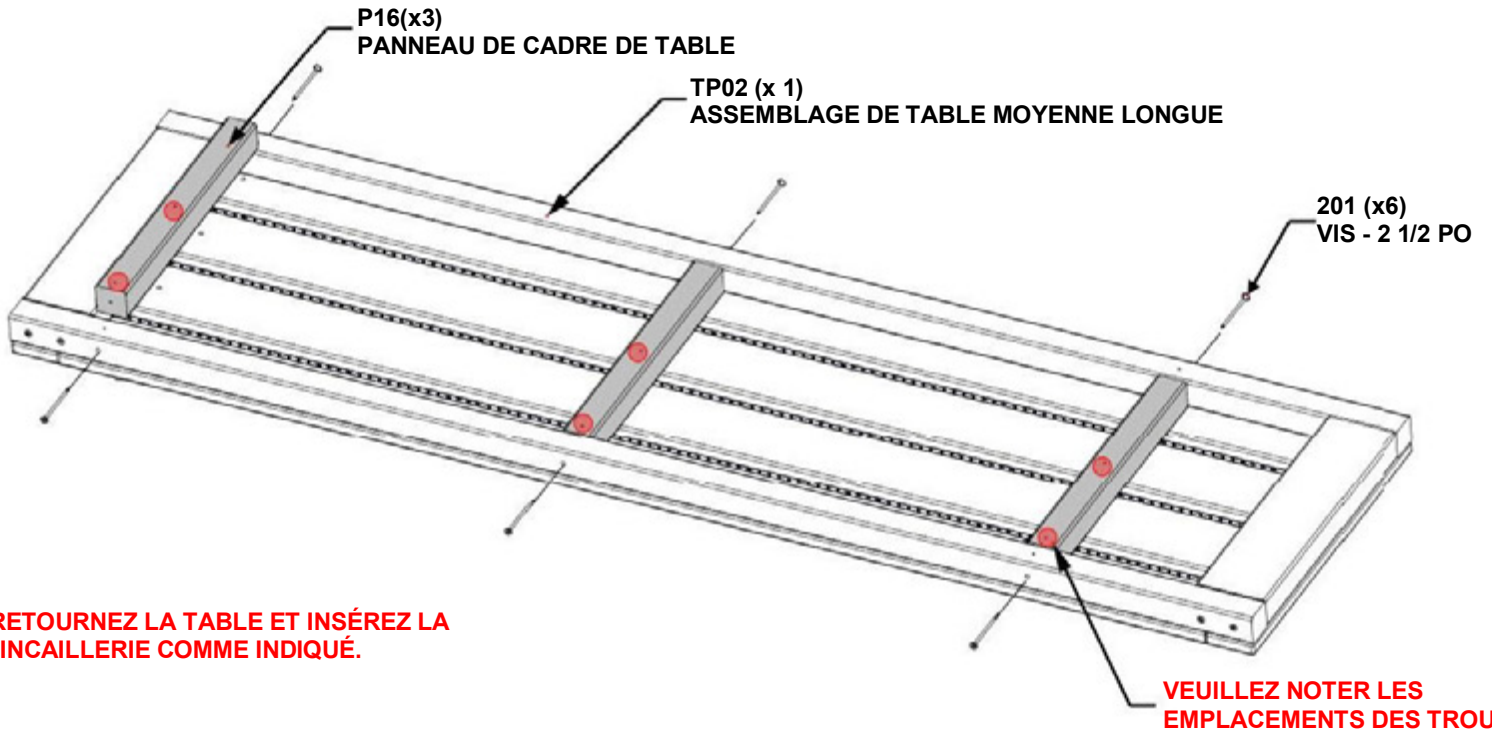 P16(x3)
PANNEAU DE CADRE DE TABLE
TP02 (x 1)
ASSEMBLAGE DE TABLE MOYENNE LONGUE
201 (x6)
VIS - 2 1/2 PO
RETOURNEZ LA TABLE ET INSÉREZ LA
INCAILLERIE COMME INDIQUÉ.
VEUILLEZ NOTER LES
EMPLACEMENTS DES TROU